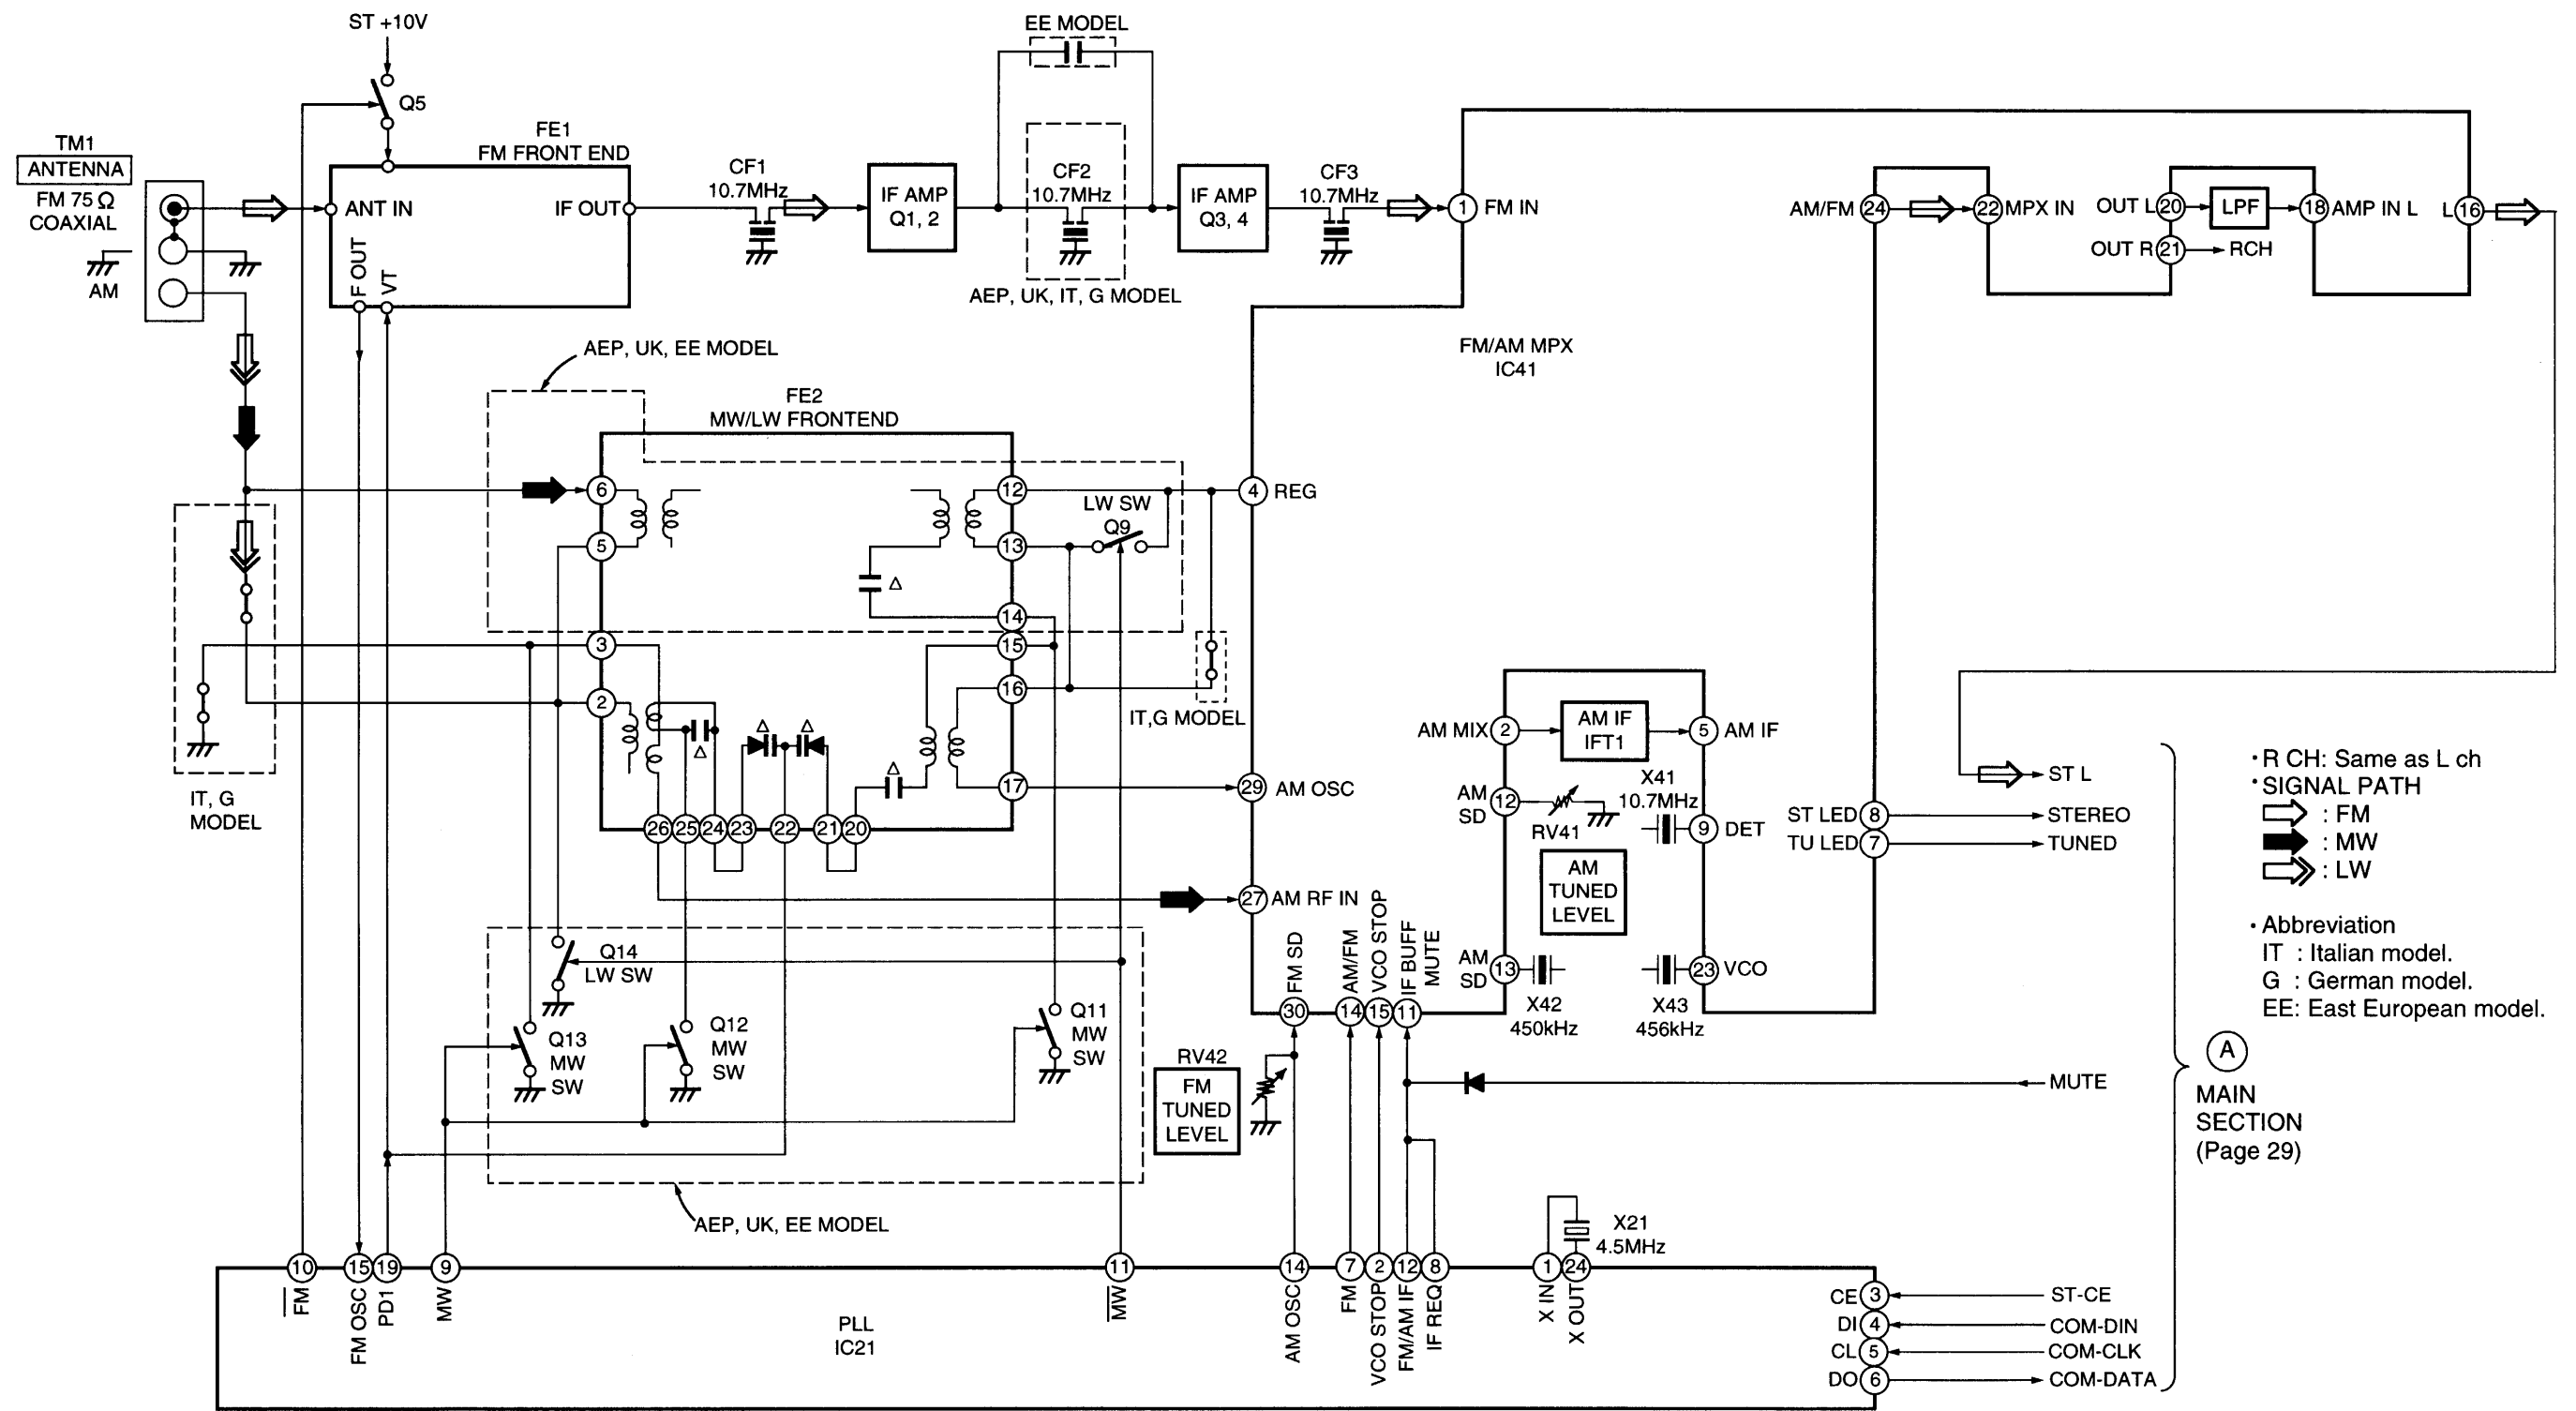 ST +10V
Q5
TM1
ANTENNA
FM 75 Ω
COAXIAL
AM
FE1
FM FRONT END
ANT IN
IF OUT
F OUT
VT
CF1
10.7MHz
IF AMP
Q1, 2
EE MODEL
CF2
10.7MHz
AEP, UK, IT, G MODEL
IF AMP
Q3, 4
CF3
10.7MHz
1
FM IN
AM/FM
24
22
MPX IN
OUT L
20
LPF
18
AMP IN L
L
16
OUT R
21
RCH
FM/AM MPX
IC41
AEP, UK, EE MODEL
FE2
MW/LW FRONTEND
6
5
3
2
12
13
14
15
16
17
LW SW
Q9
4
REG
Δ
Δ
Δ
Δ
Δ
26
25
24
23
22
21
20
IT, G
MODEL
IT,G MODEL
29
AM OSC
27
AM RF IN
AM MIX
2
AM IF
IFT1
5
AM IF
AM
SD
12
RV41
X41
10.7MHz
9
DET
AM
TUNED
LEVEL
AM
SD
13
X42
450kHz
X43
456kHz
23
VCO
ST LED
8
TU LED
7
ST L
STEREO
TUNED
FM SD
AM/FM
VCO STOP
IF BUFF
MUTE
30
14
15
11
Q14
LW SW
Q13
MW
SW
Q12
MW
SW
Q11
MW
SW
RV42
FM
TUNED
LEVEL
MUTE
AEP, UK, EE MODEL
X21
4.5MHz
10
15
19
9
11
14
7
2
12
8
1
24
FM
FM OSC
PD1
MW
MW
AM OSC
FM
VCO STOP
FM/AM IF
IF REQ
X IN
X OUT
PLL
IC21
CE
3
ST-CE
DI
4
COM-DIN
CL
5
COM-CLK
DO
6
COM-DATA
A
MAIN
SECTION
(Page 29)
• R CH: Same as L ch
• SIGNAL PATH
: FM
: MW
: LW
• Abbreviation
IT : Italian model.
G : German model.
EE: East European model.